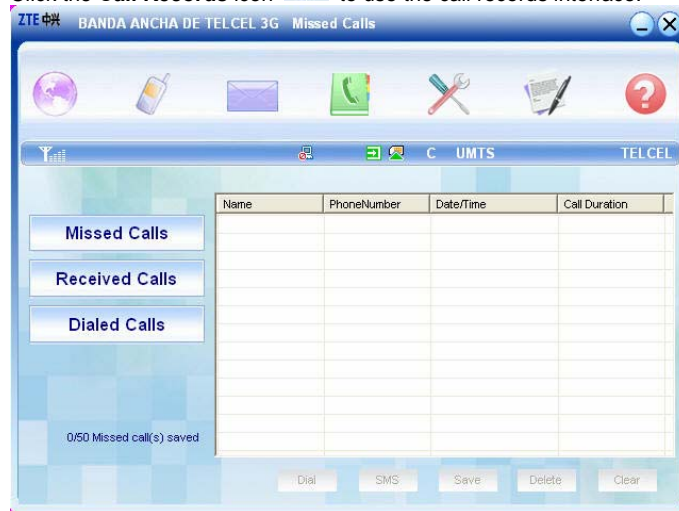 Click the Call Records icon to use the call records interface.
ZTE中兴 BANDA ANCHA DE TELCEL 3G Missed Calls
C UMTS TELCEL
Name PhoneNumber Date/Time Call Duration
Missed Calls
Received Calls
Dialed Calls
0/50 Missed call(s) saved
Dial SMS Save Delete Clear